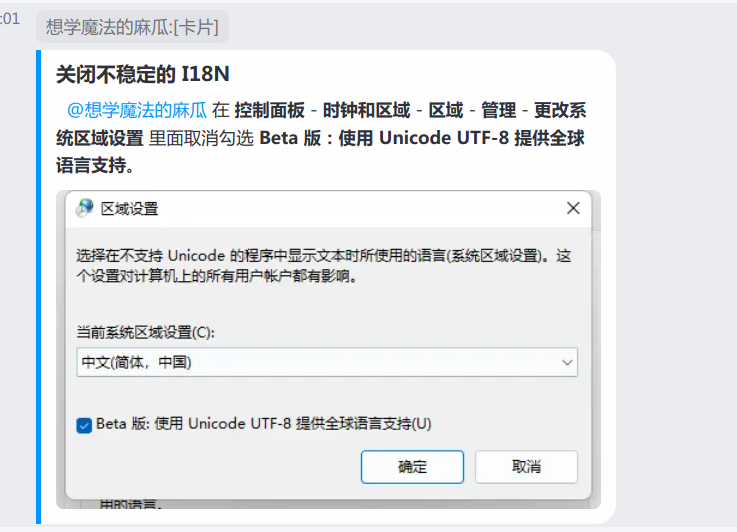 :01
想学魔法的麻瓜:[卡片]
关闭不稳定的 I18N
@想学魔法的麻瓜 在 控制面板 - 时钟和区域 - 区域 - 管理 - 更改系
统区域设置 里面取消勾选 Beta 版：使用 Unicode UTF-8 提供全球
语言支持。
区域设置
选择在不支持 Unicode 的程序中显示文本时所使用的语言(系统区域设置)。这
个设置对计算机上的所有用户帐户都有影响。
当前系统区域设置(C):
中文(简体，中国)
Beta 版: 使用 Unicode UTF-8 提供全球语言支持(U)
确定 取消
用的语言。